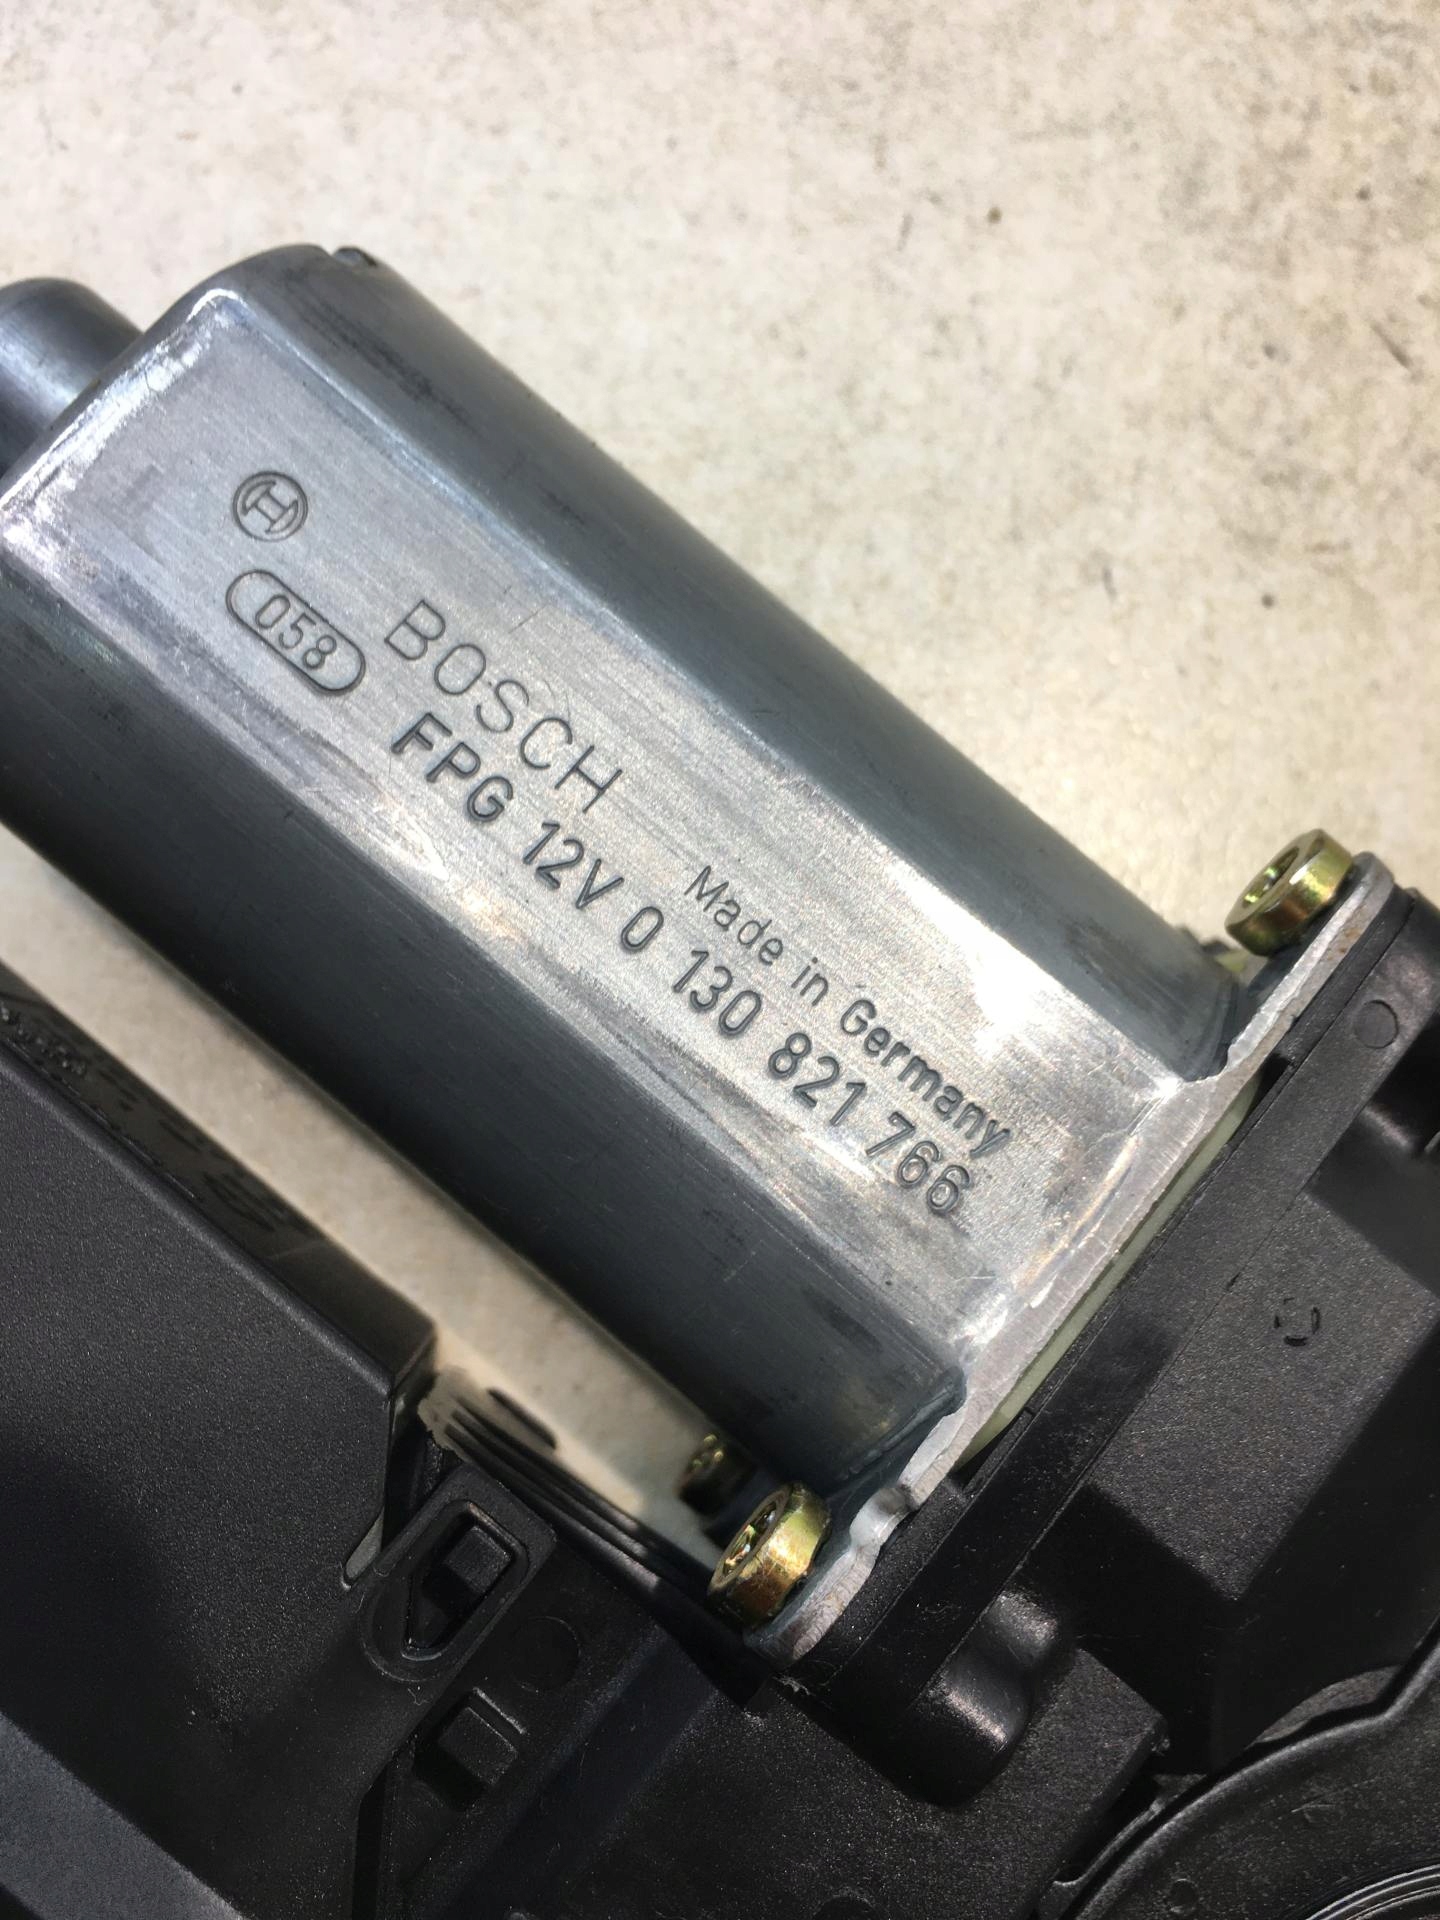 BOSCH
058
FPG 12V 0 130 821 766
Made in Germany